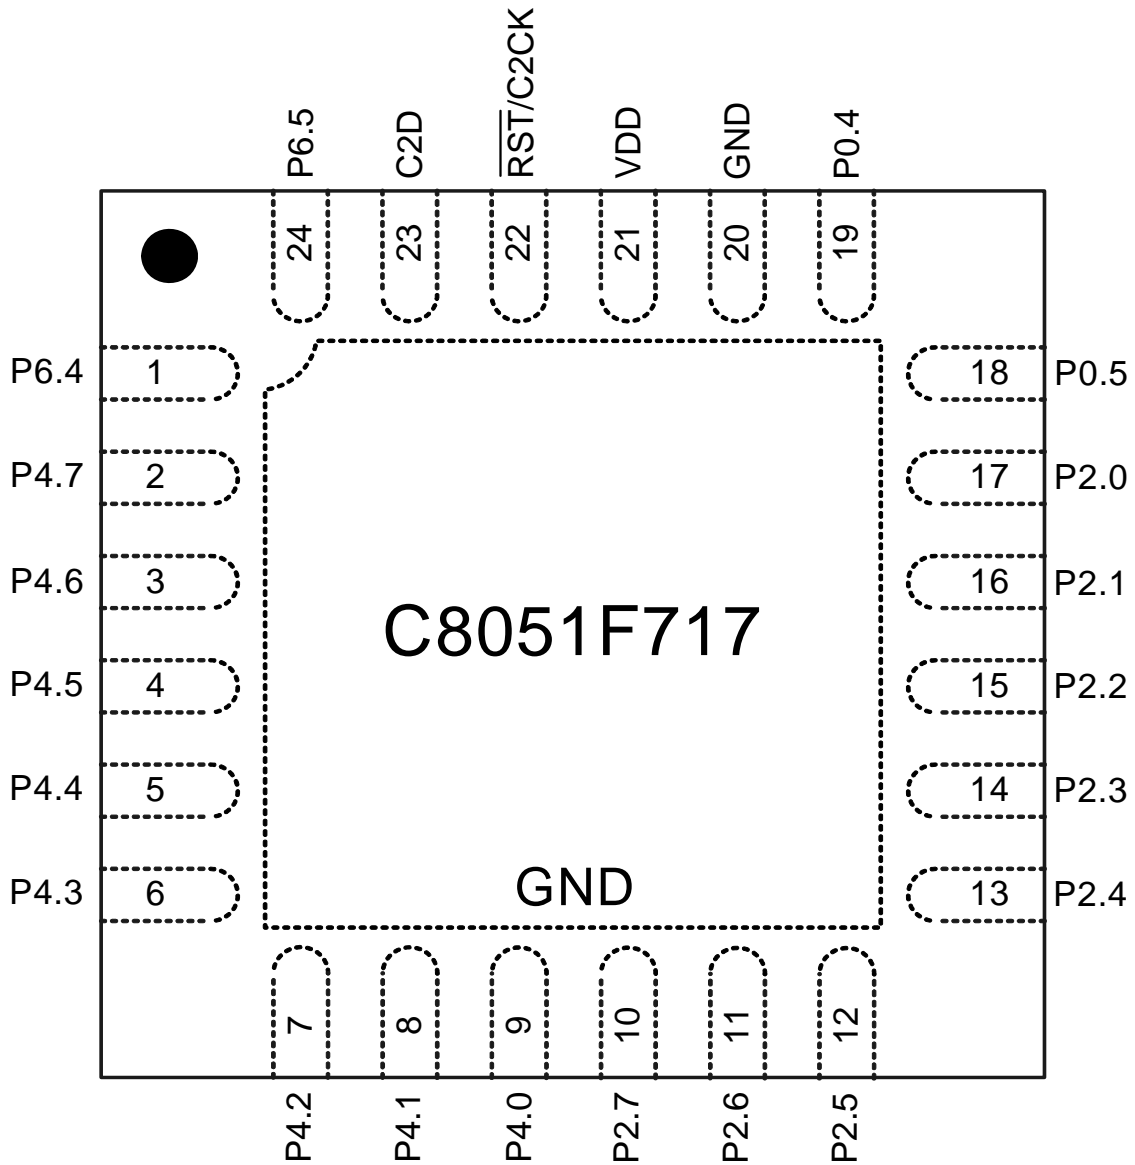 P6.5 C2D RST/C2CK VDD GND P0.4
24 23 22 21 20 19
P6.4 1 18 P0.5
P4.7 2 17 P2.0
P4.6 3 16 P2.1
C8051F717
P4.5 4 15 P2.2
P4.4 5 14 P2.3
P4.3 6 GND 13 P2.4
7 8 9 10 11 12
P4.2 P4.1 P4.0 P2.7 P2.6 P2.5